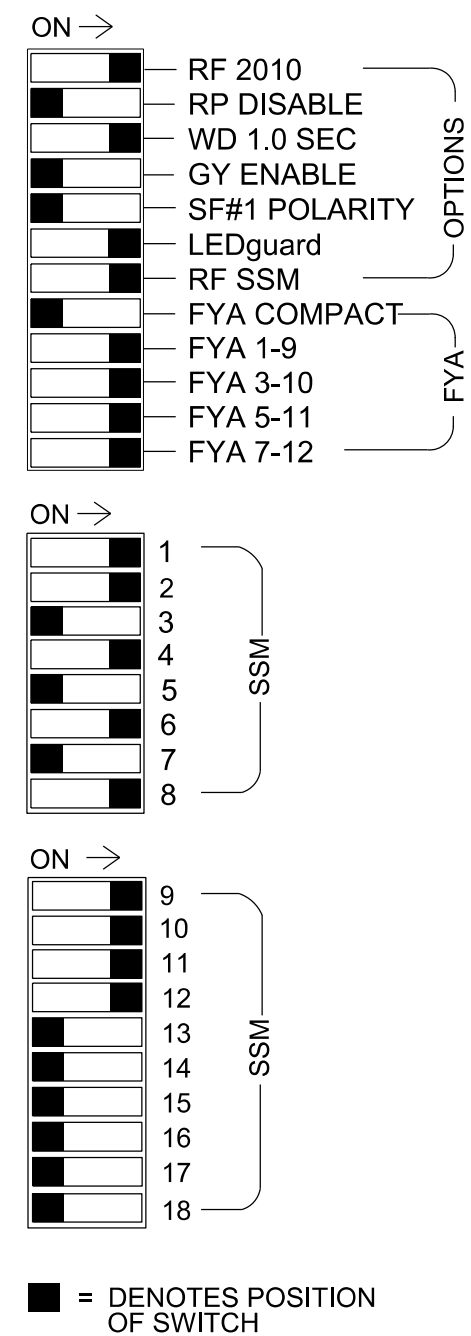 ON →
RF 2010
RP DISABLE
WD 1.0 SEC
GY ENABLE
SF#1 POLARITY
LEDguard
RF SSM
OPTIONS
FYA COMPACT
FYA 1-9
FYA 3-10
FYA 5-11
FYA 7-12
FYA
ON →
1
2
3
4
5
6
7
8
SSM
ON →
9
10
11
12
13
14
15
16
17
18
SSM
= DENOTES POSITION
OF SWITCH